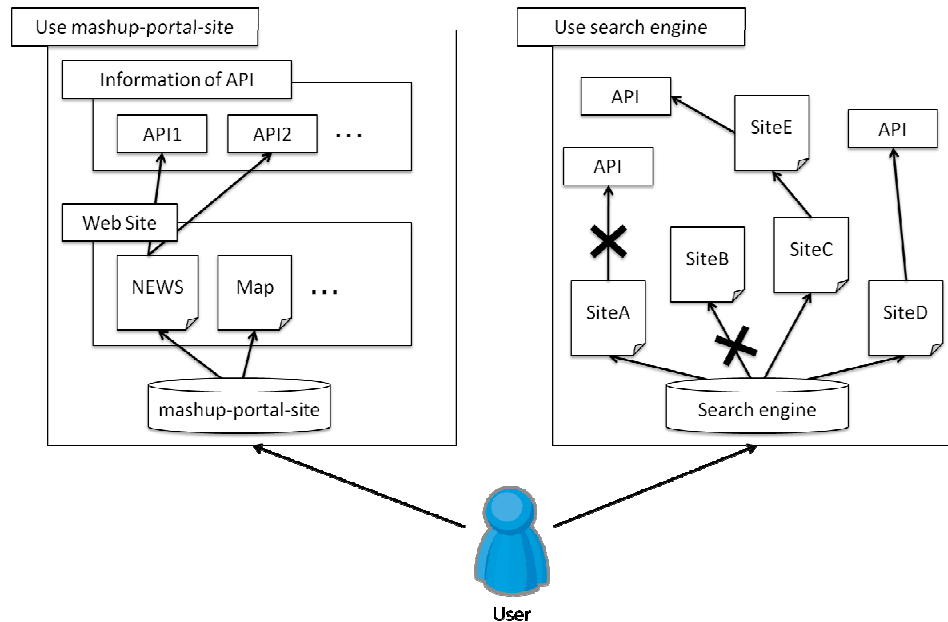 Use mashup-portal-site
Information of API
API1
API2
...
Web Site
NEWS
Map
...
mashup-portal-site
Use search engine
API
SiteE
API
API
SiteB
SiteC
SiteA
SiteD
Search engine
User